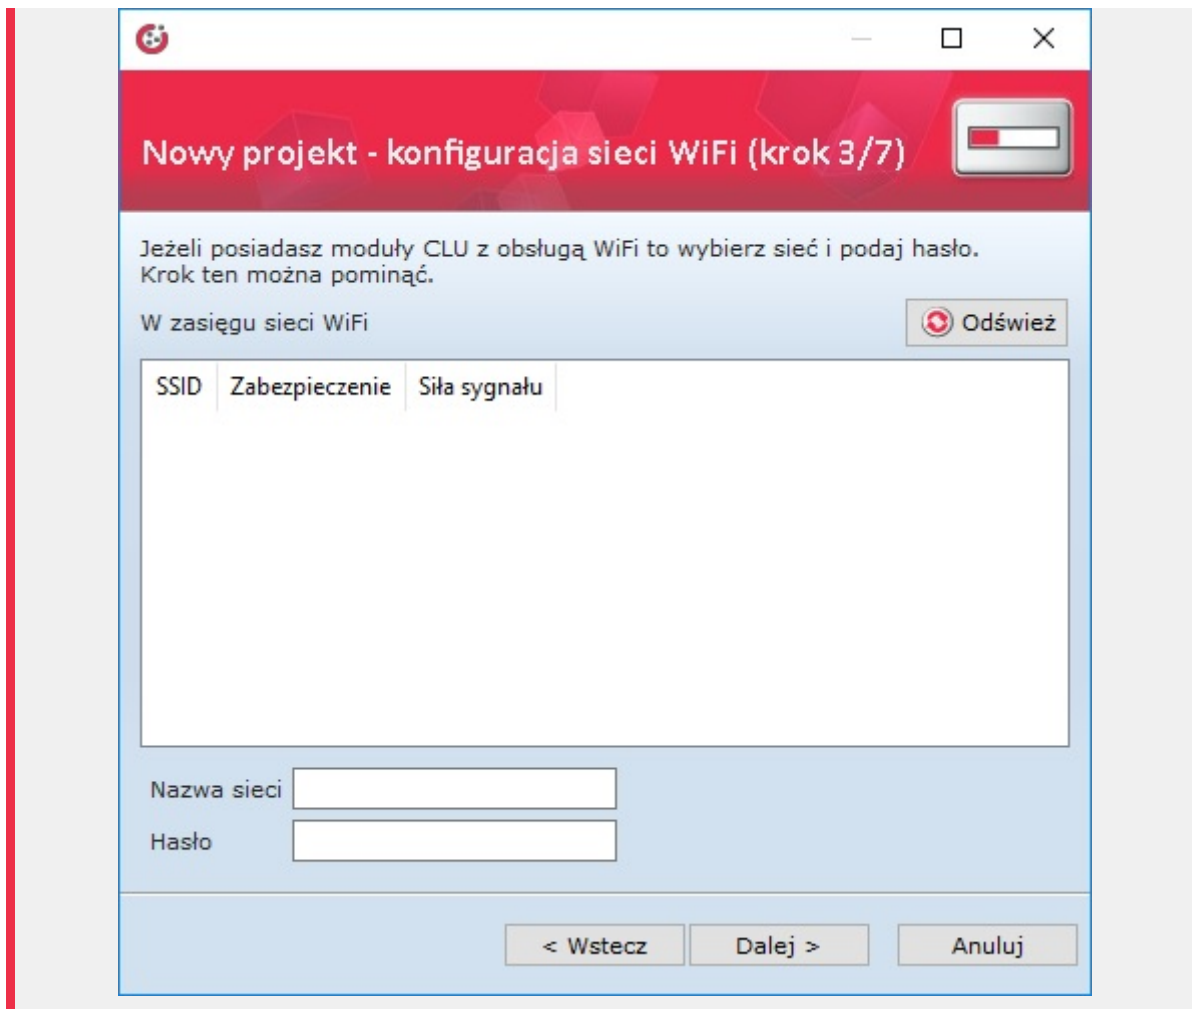 Nowy projekt - konfiguracja sieci WiFi (krok 3/7)
Jeżeli posiadasz moduły CLU z obsługą WiFi to wybierz sieć i podaj hasło.
Krok ten można pominąć.
W zasięgu sieci WiFi
Odśwież
SSID Zabezpieczenie Siła sygnału
Nazwa sieci
Hasło
< Wstecz Dalej > Anuluj